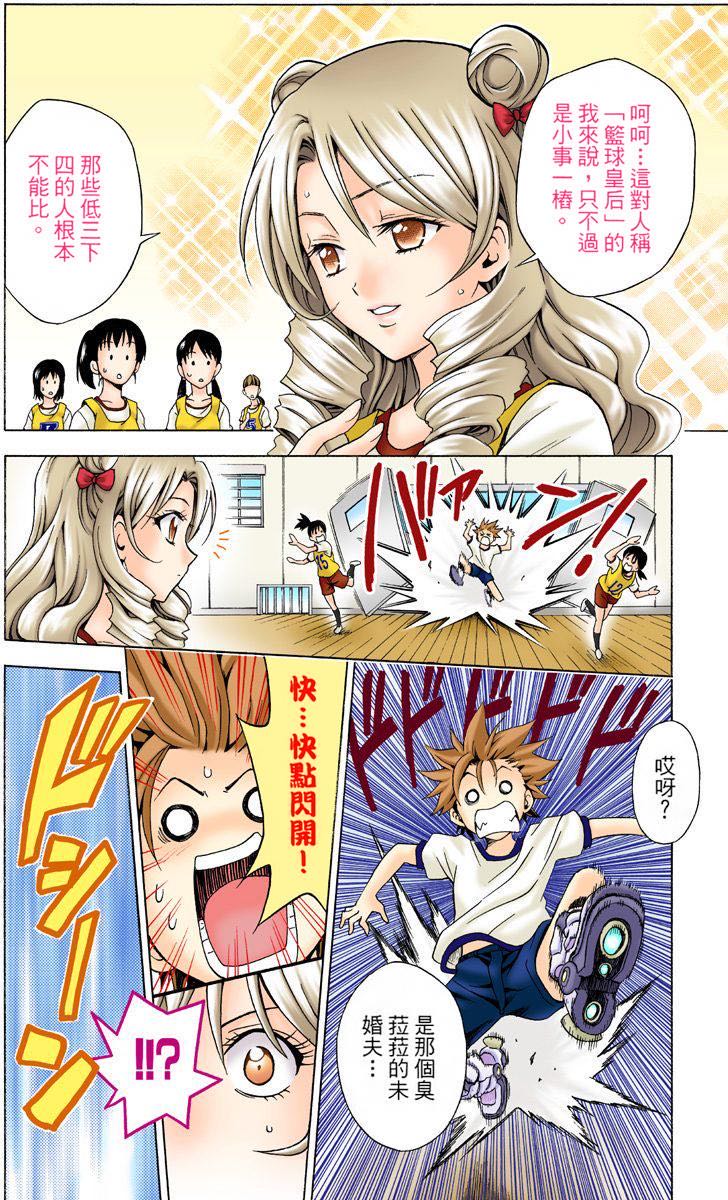 呵呵…這對人稱
「籃球皇后」的
我來說，只不過
是小事一樁。
那些低三下
四的人根本
不能比。
バァン！
哎呀？
ドドドドド
是那個臭
菈菈的未
婚夫…
快…快點閃開！
!!?
ドシーン
15
12
5